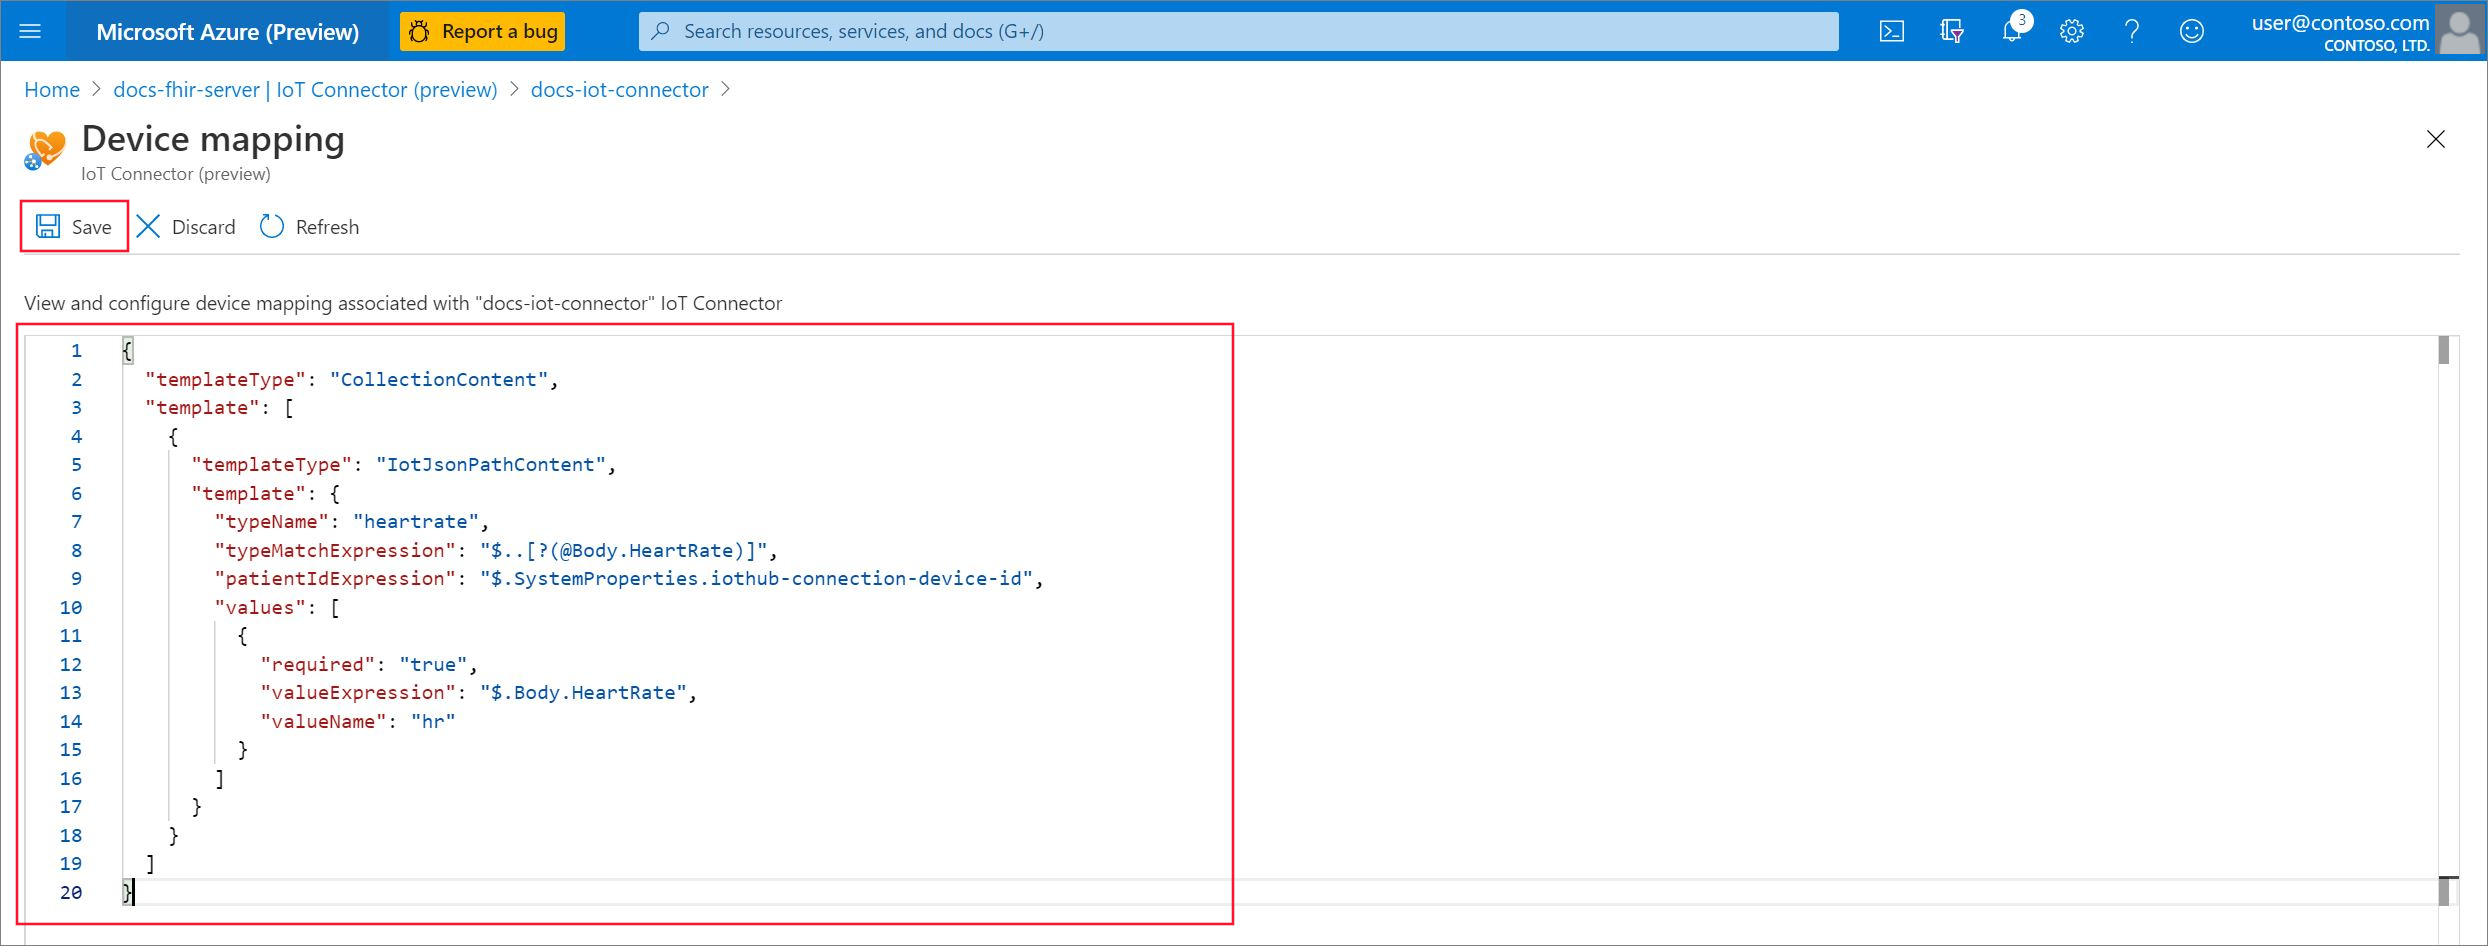 Microsoft Azure (Preview) Report a bug Search resources, services, and docs (G+/) 3 user@contoso.com
CONTOSO, LTD.
Home > docs-fhir-server | IoT Connector (preview) > docs-iot-connector >
Device mapping
IoT Connector (preview)
Save Discard Refresh
View and configure device mapping associated with "docs-iot-connector" IoT Connector
1 {
2 "templateType": "CollectionContent",
3 "template": [
4 {
5 "templateType": "IotJsonPathContent",
6 "template": {
7 "typeName": "heartrate",
8 "typeMatchExpression": "$..[?(@Body.HeartRate)]",
9 "patientIdExpression": "$.SystemProperties.iothub-connection-device-id",
10 "values": [
11 {
12 "required": "true",
13 "valueExpression": "$.Body.HeartRate",
14 "valueName": "hr"
15 }
16 ]
17 }
18 }
19 ]
20 }